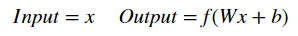 Input = x    Output = f(Wx + b)